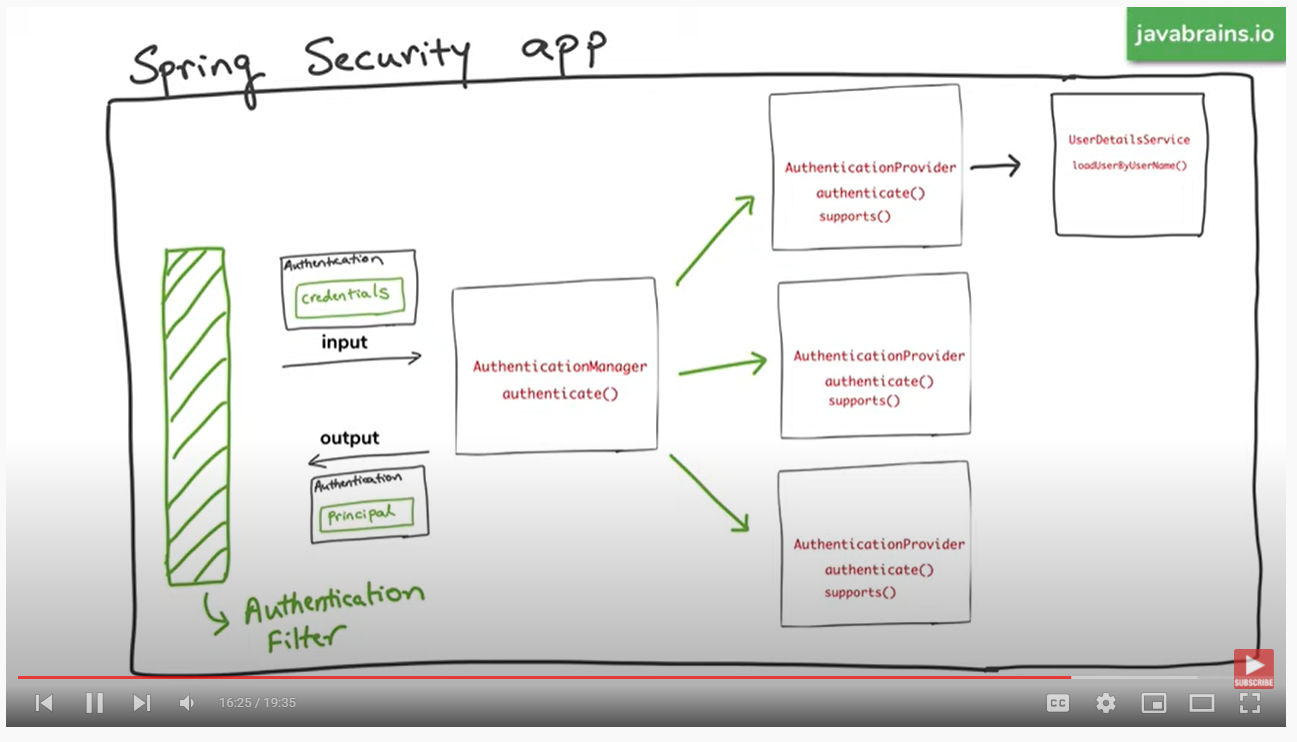 Spring Security app
javabrains.io
Authentication
credentials
input
output
Authentication
Principal
Authentication
Filter
AuthenticationManager
authenticate()
AuthenticationProvider
authenticate()
supports()
AuthenticationProvider
authenticate()
supports()
AuthenticationProvider
authenticate()
supports()
UserDetailsService
loadUserByUserName()
SUBSCRIBE
16:25 / 19:35
CC